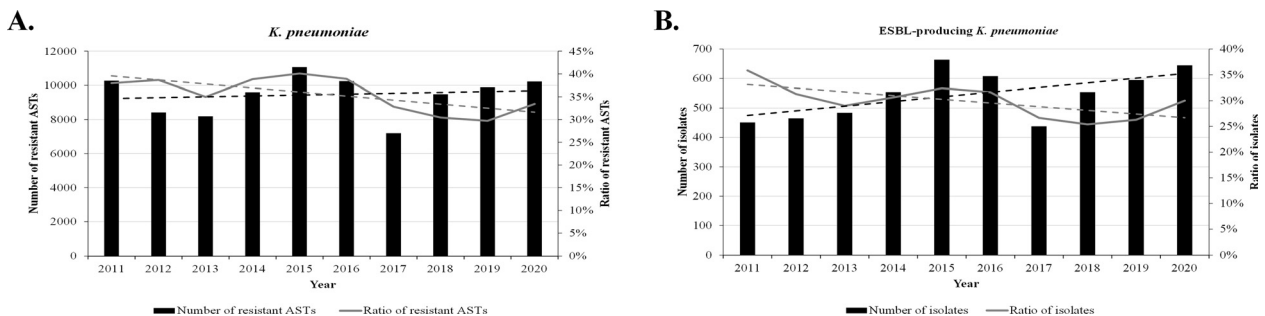 A.
K. pneumoniae
12000
10000
8000
6000
4000
2000
0
Number of resistant ASTs
45%
40%
35%
30%
25%
20%
15%
10%
5%
0%
Ratio of resistant ASTs
2011 2012 2013 2014 2015 2016 2017 2018 2019 2020
Year
Number of resistant ASTs Ratio of resistant ASTs
B.
ESBL-producing K. pneumoniae
700
600
500
400
300
200
100
0
Number of isolates
40%
35%
30%
25%
20%
15%
10%
5%
0%
Ratio of isolates
2011 2012 2013 2014 2015 2016 2017 2018 2019 2020
Year
Number of isolates Ratio of isolates